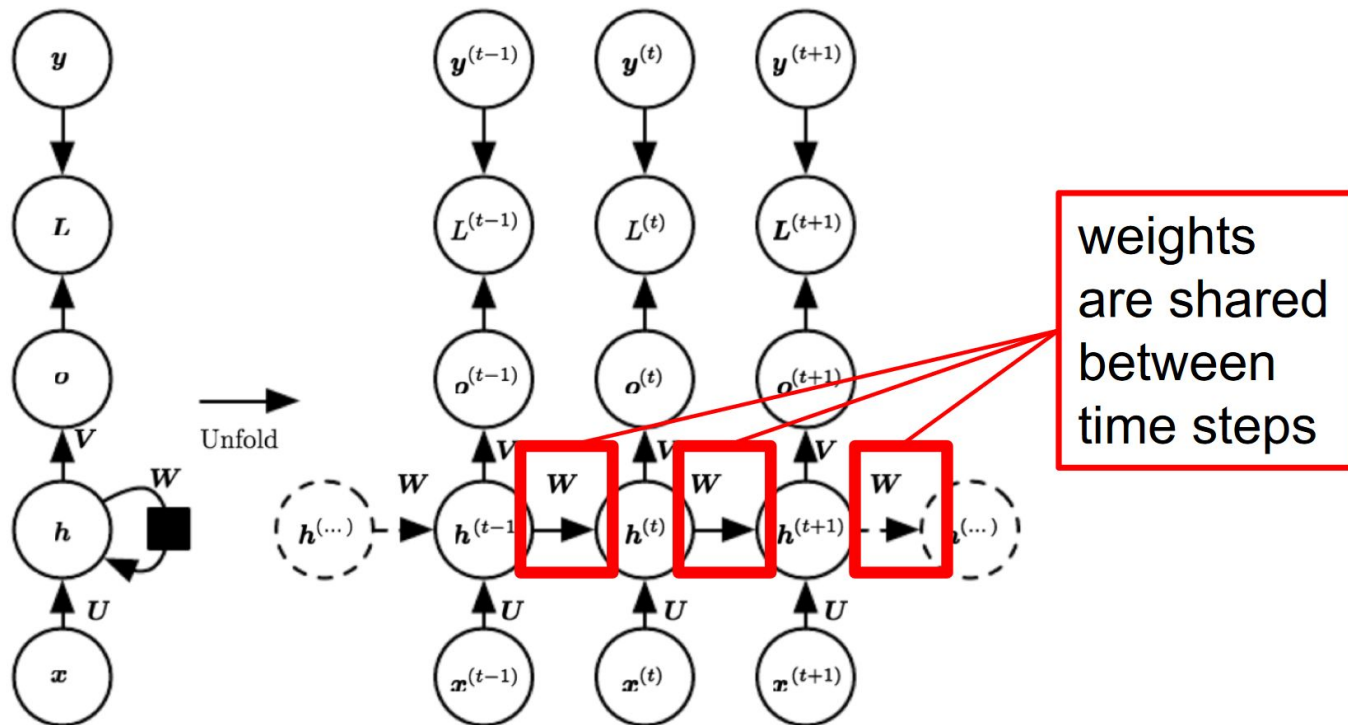 y
y^(t−1)
y^(t)
y^(t+1)
L
L^(t−1)
L^(t)
L^(t+1)
weights
are shared
between
time steps
o
o^(t−1)
o^(t)
o^(t+1)
Unfold
V
V
V
V
W
W
W
W
W
h
h^(...)
h^(t−1
h^(t)
h^(t+1)
h^(...)
U
U
U
U
x
x^(t−1)
x^(t)
x^(t+1)